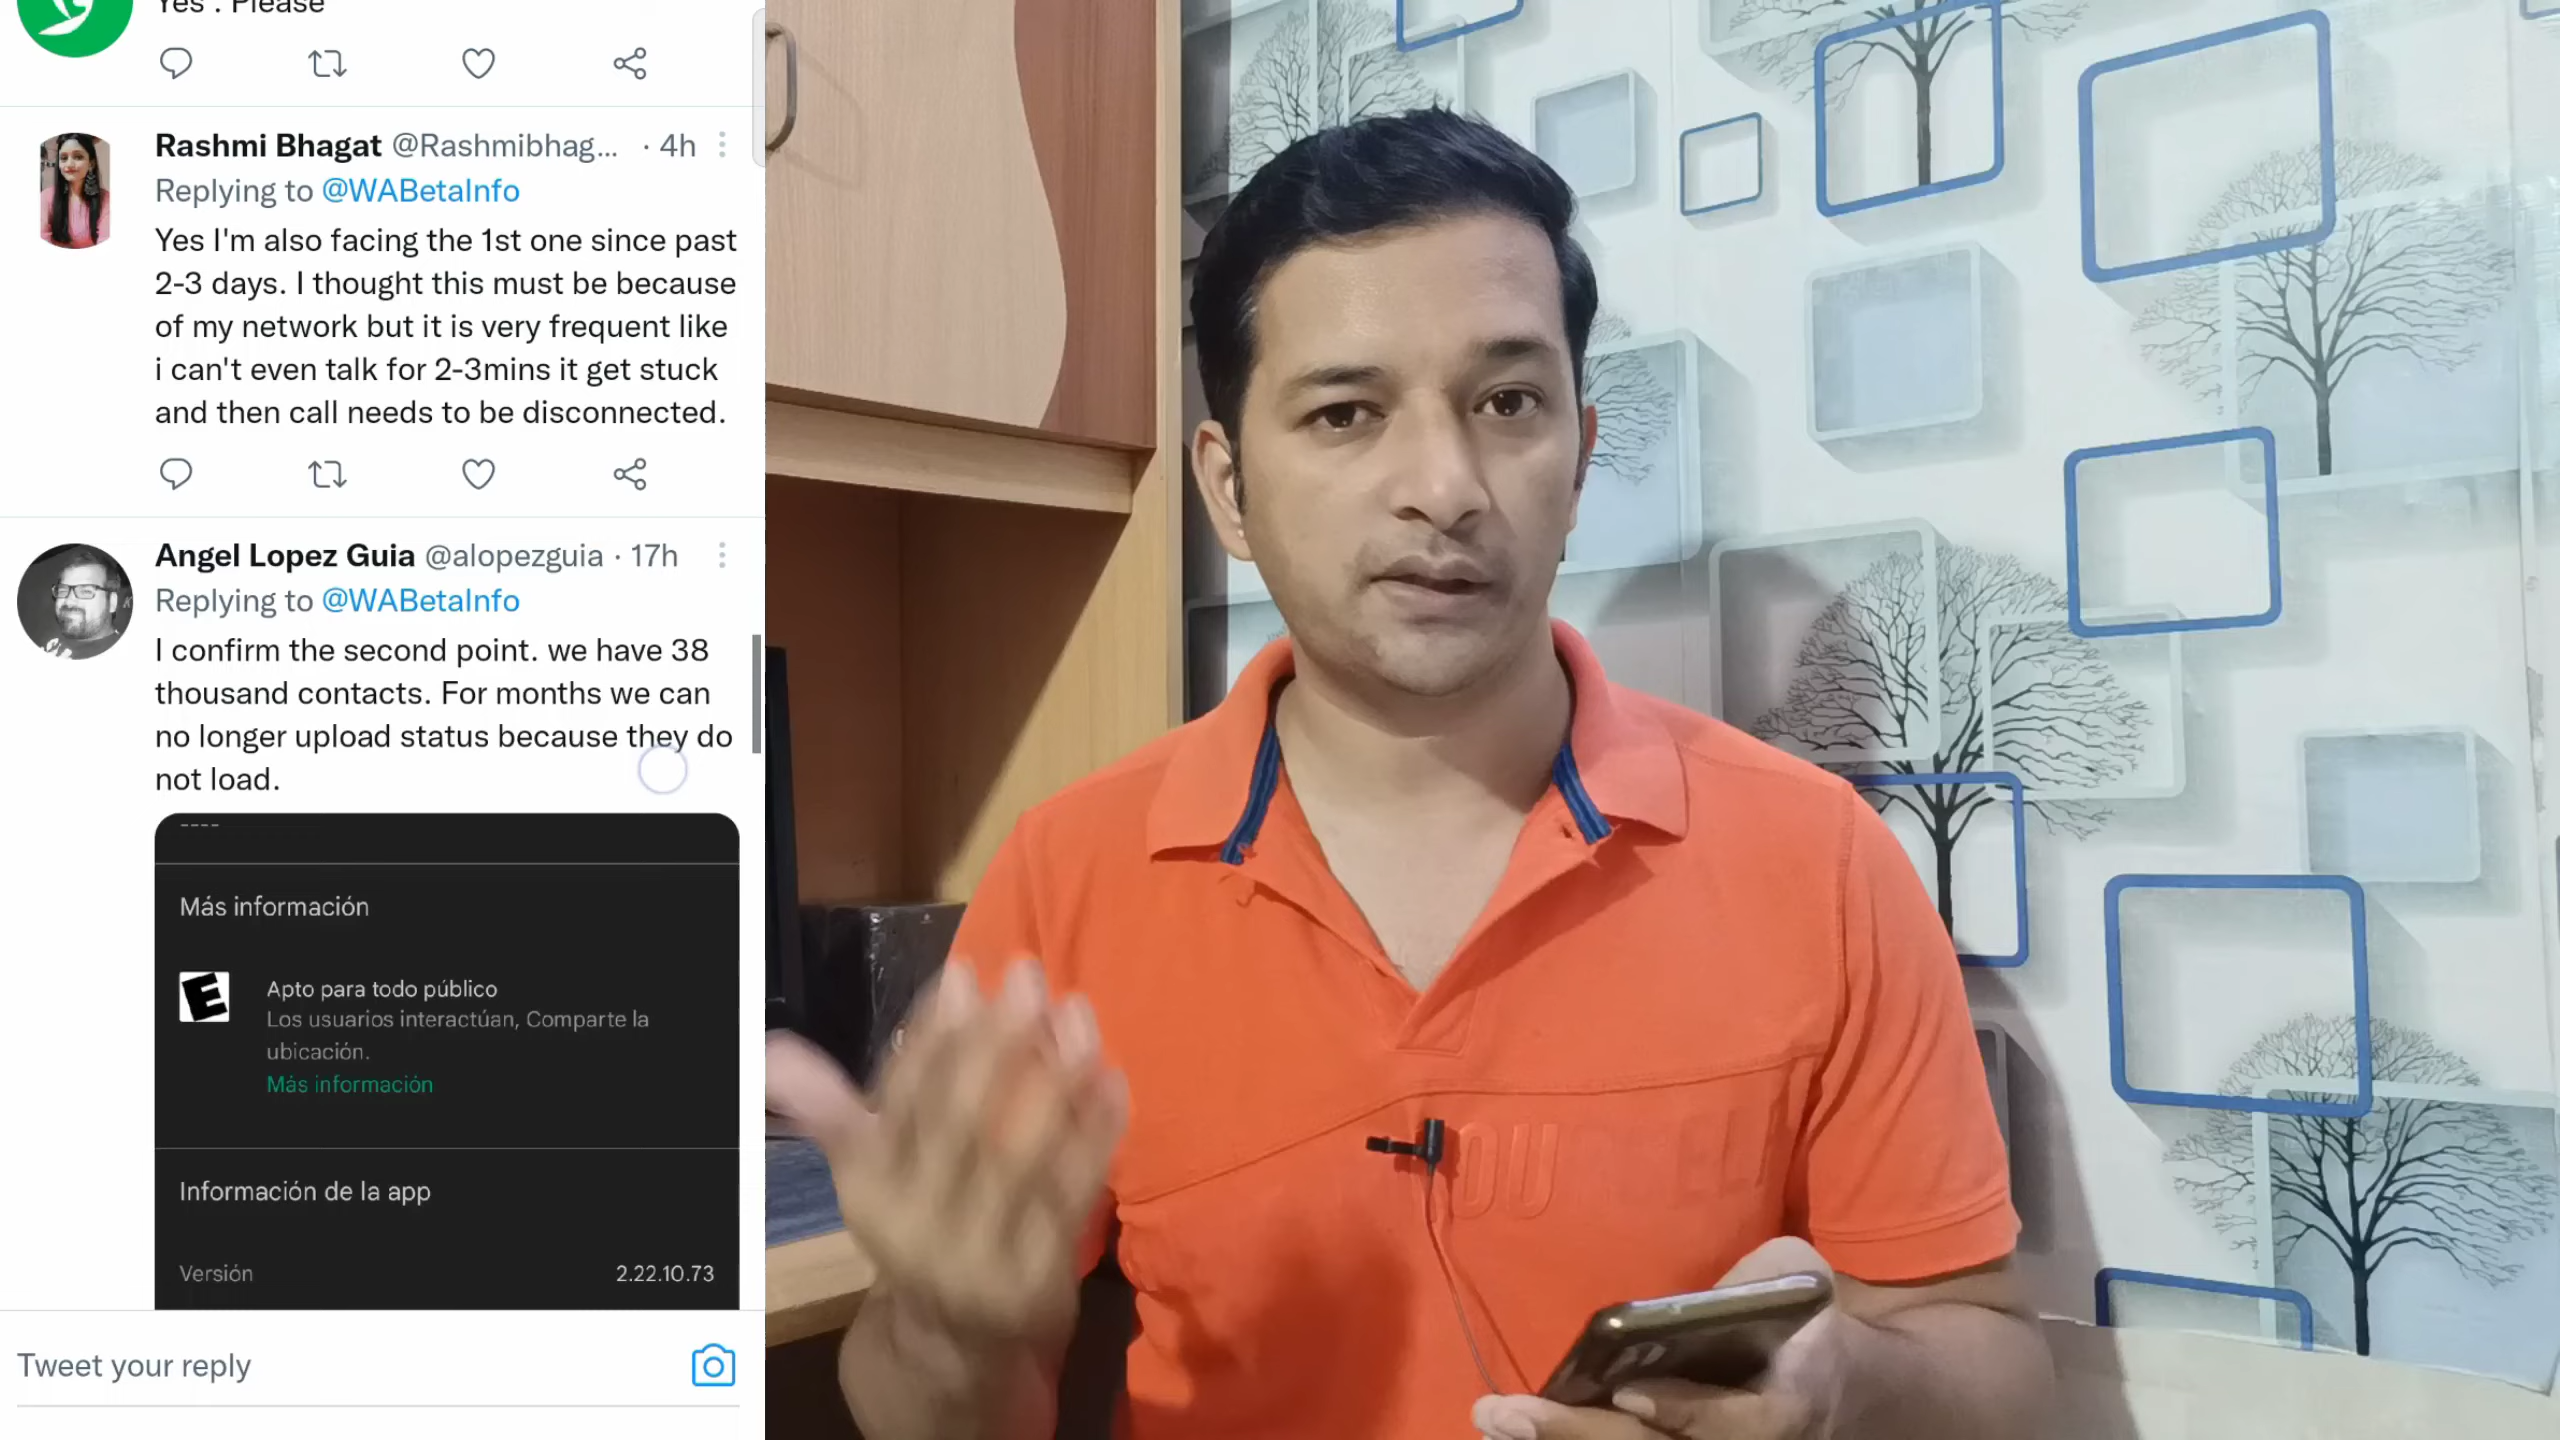 Yes . Please
Rashmi Bhagat @Rashmibhag... · 4h
Replying to @WABetaInfo
Yes I'm also facing the 1st one since past
2-3 days. I thought this must be because
of my network but it is very frequent like
i can't even talk for 2-3mins it get stuck
and then call needs to be disconnected.
Angel Lopez Guia @alopezguia · 17h
Replying to @WABetaInfo
I confirm the second point. we have 38
thousand contacts. For months we can
no longer upload status because they do
not load.
Más información
E
Apto para todo público
Los usuarios interactúan, Comparte la
ubicación.
Más información
Información de la app
Versión 2.22.10.73
Tweet your reply